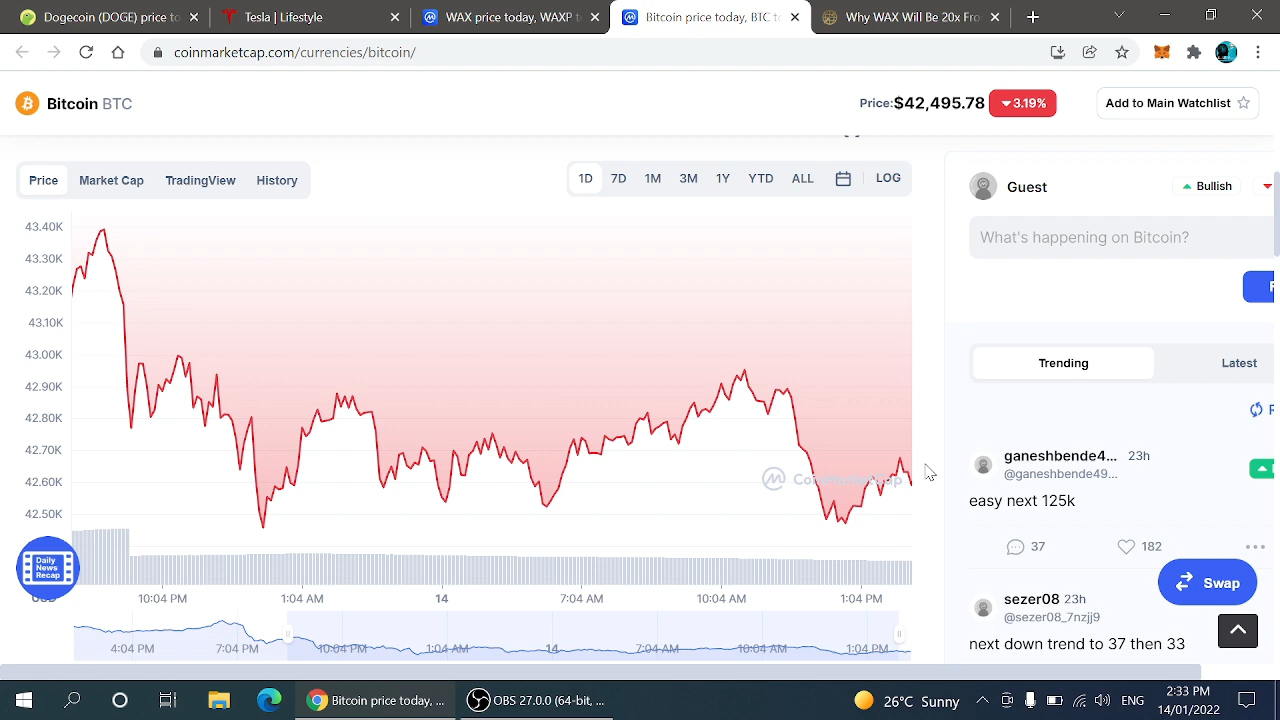 Dogecoin price today, DO
WAX price today, WAXP to
Bitcoin price today, BTC to
Why WAX Will be 20x Fro
coinmarketcap.com/currencies/bitcoin/
Bitcoin BTC
Price: $42,495.78 3.19%
Add to Main Watchlist
Price Market Cap TradingView History
1D 7D 1M 3M 1Y YTD ALL LOG
43.40K
43.30K
43.20K
43.10K
43.00K
42.90K
42.80K
42.70K
42.60K
42.50K
CoinMarketCap
Daily
News
Recap
USD
10:04 PM 1:04 AM 14 7:04 AM 10:04 AM 1:04 PM
4:04 PM 7:04 PM 10:04 PM 1:04 AM 14 7:04 AM 10:04 AM 1:04 PM
Guest
Bullish
What's happening on Bitcoin?
Trending Latest
ganeshbende4... 23h
@ganeshbende49...
easy next 125k
37 182
Swap
sezer08 23h
@sezer08_7nzjj9
next down trend to 37 then 33
Bitcoin price today, ...
OBS 27.0.0 (64-bit, ...
26°C Sunny
ENG
2:33 PM
14/01/2022